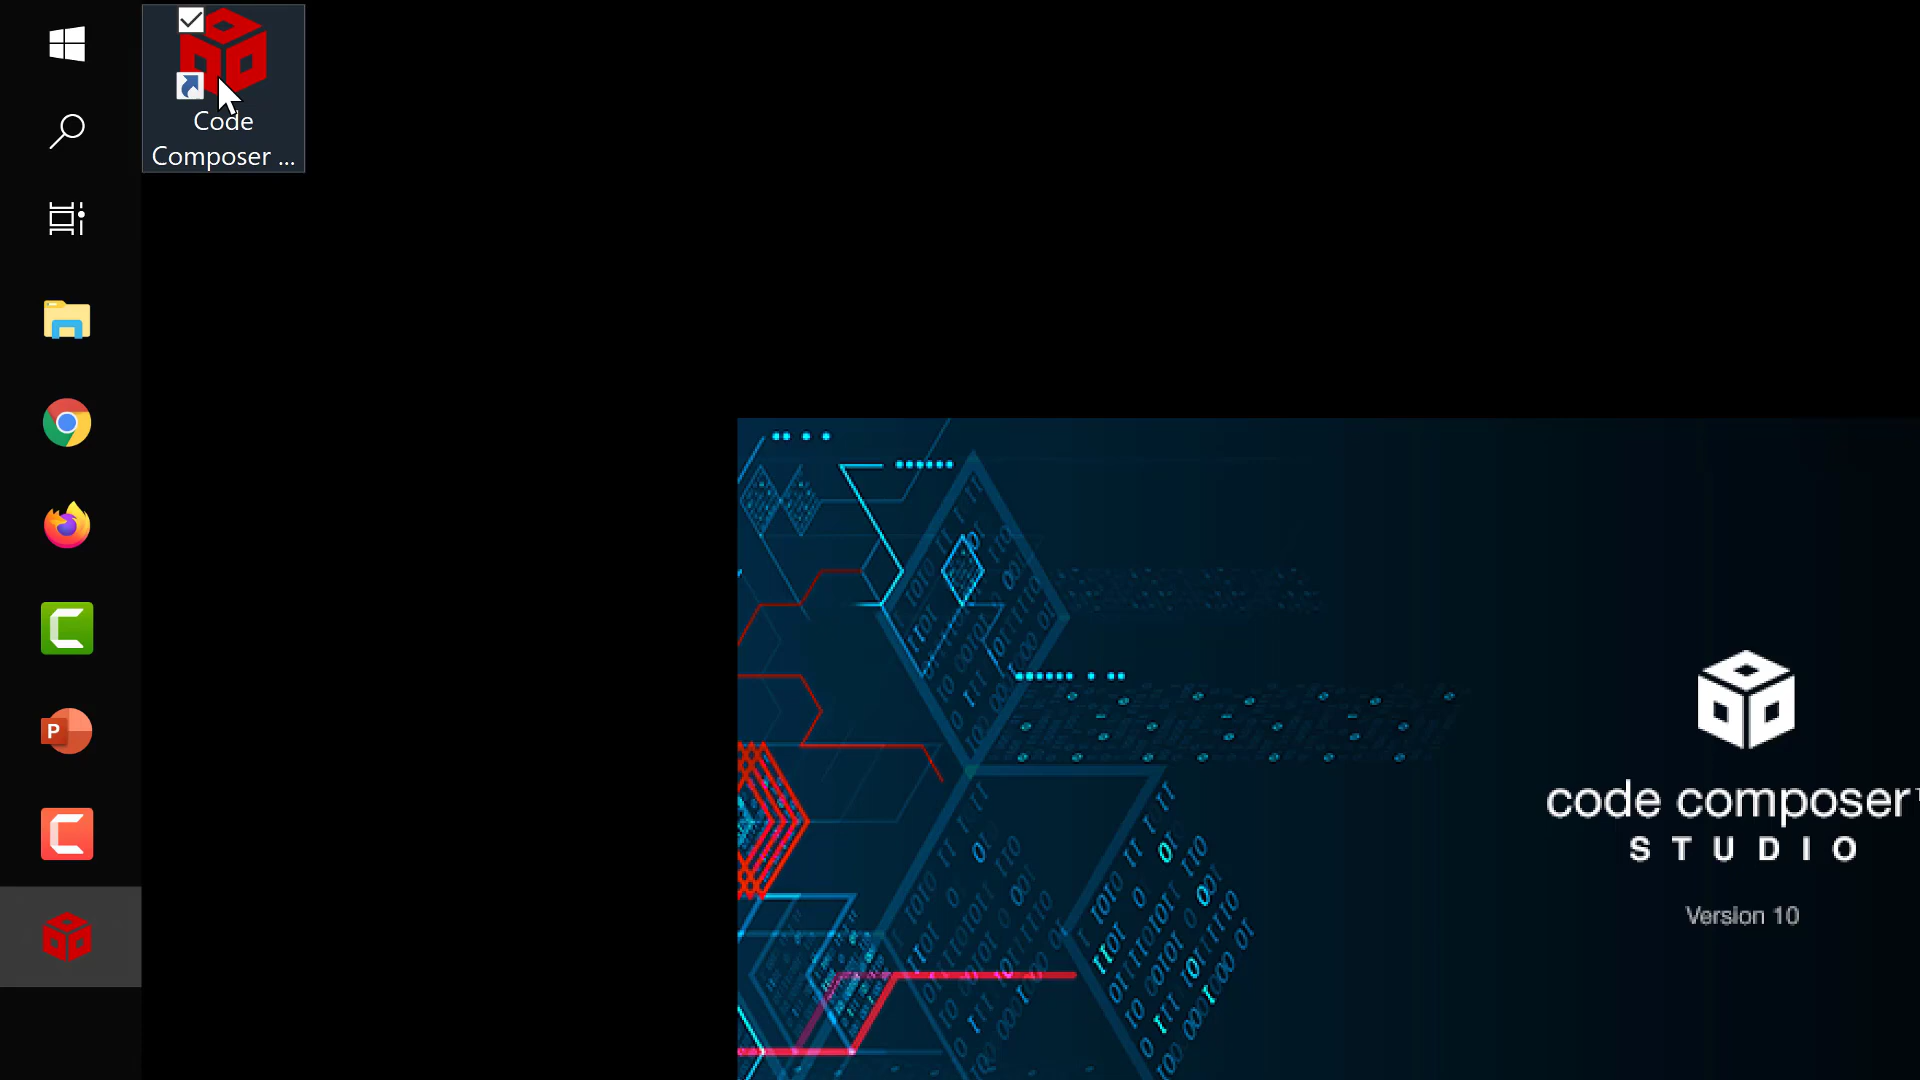 Code
Composer ...
code composer
STUDIO
Version 10